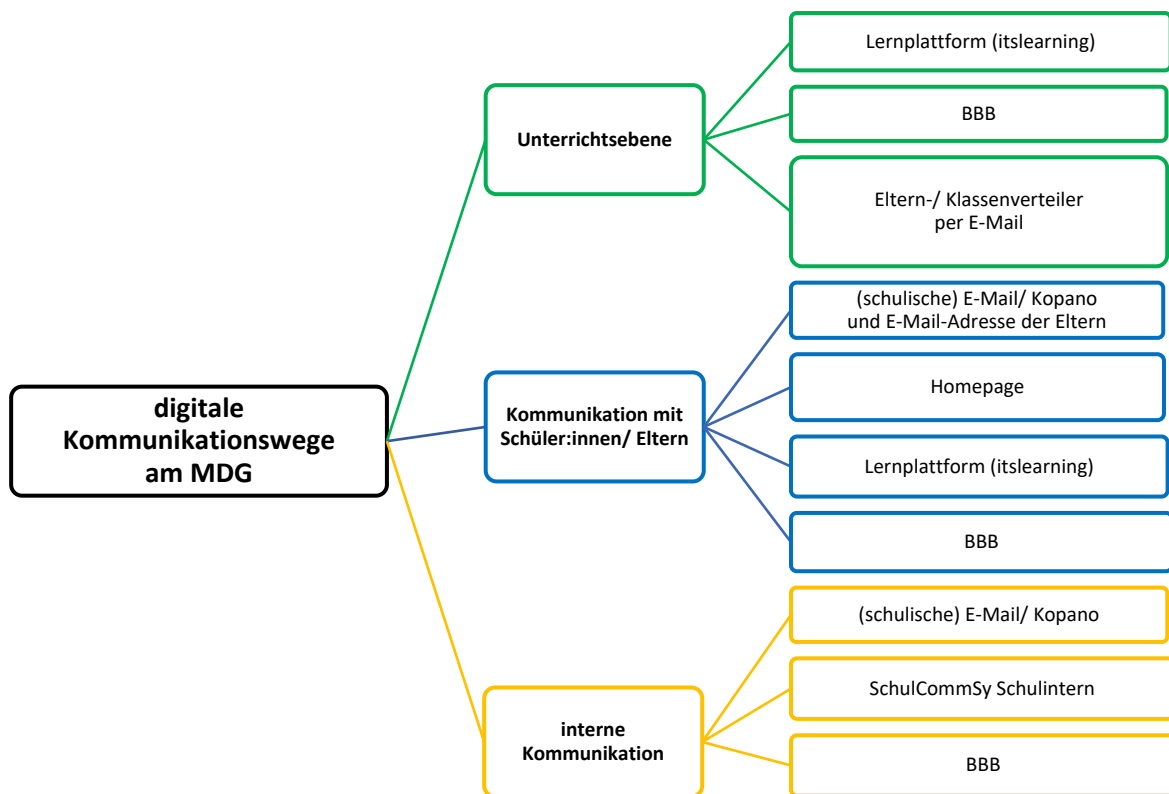 digitale
Kommunikationswege
am MDG
Unterrichtsebene
Lernplattform (itslearning)
BBB
Eltern-/ Klassenverteiler
per E-Mail
Kommunikation mit
Schüler:innen/ Eltern
(schulische) E-Mail/ Kopano
und E-Mail-Adresse der Eltern
Homepage
Lernplattform (itslearning)
BBB
interne
Kommunikation
(schulische) E-Mail/ Kopano
SchulCommSy Schulintern
BBB